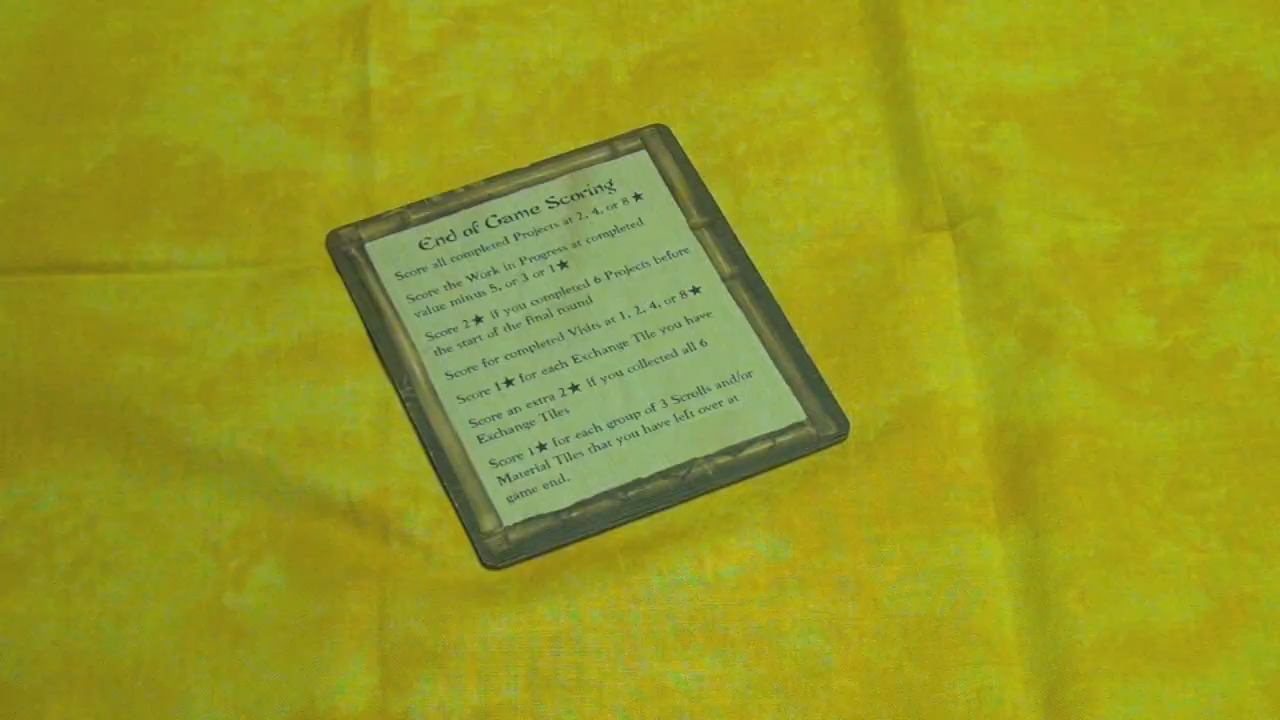 End of Game Scoring
Score all completed Projects at 2, 4, or 8 ★
Score the Work in Progress at completed
value minus 5, or 3 or 1 ★
Score 2 ★ if you completed 6 Projects before
the start of the final round
Score for completed Visits at 1, 2, 4, or 8 ★
Score 1 ★ for each Exchange Tile you have
Score an extra 2 ★ if you collected all 6
Exchange Tiles
Score 1 ★ for each group of 3 Scrolls and/or
Material Tiles that you have left over at
game end.